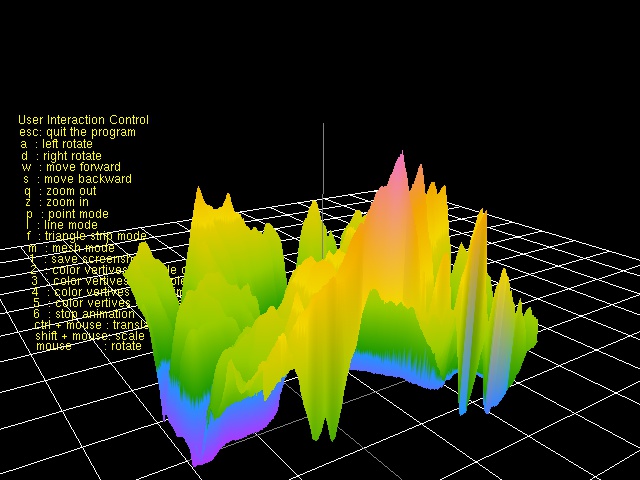 User Interaction Control
esc: quit the program
a : left rotate
d : right rotate
w : move forward
s : move backward
q : zoom out
z : zoom in
p : point mode
l : line mode
f : triangle strip mode
m : mesh mode
1 : save screensh
2 : color vertives
3 : color vertives
4 : color vertives
5 : color vertives
6 : stop animation
ctrl + mouse : transla
shift + mouse: scale
mouse : rotate